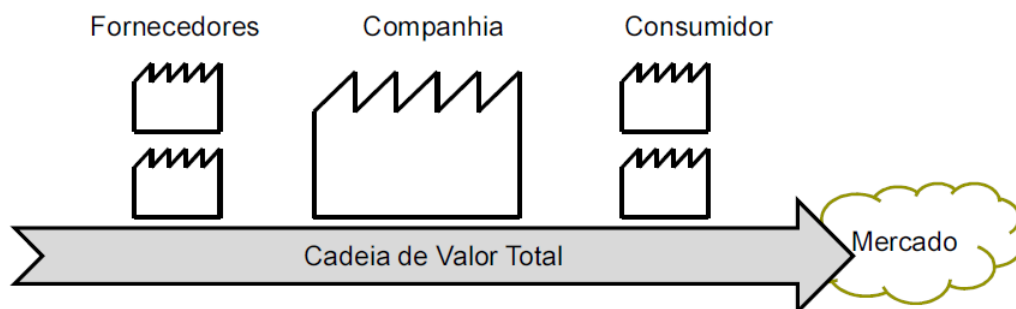 Fornecedores
Companhia
Consumidor
Cadeia de Valor Total
Mercado